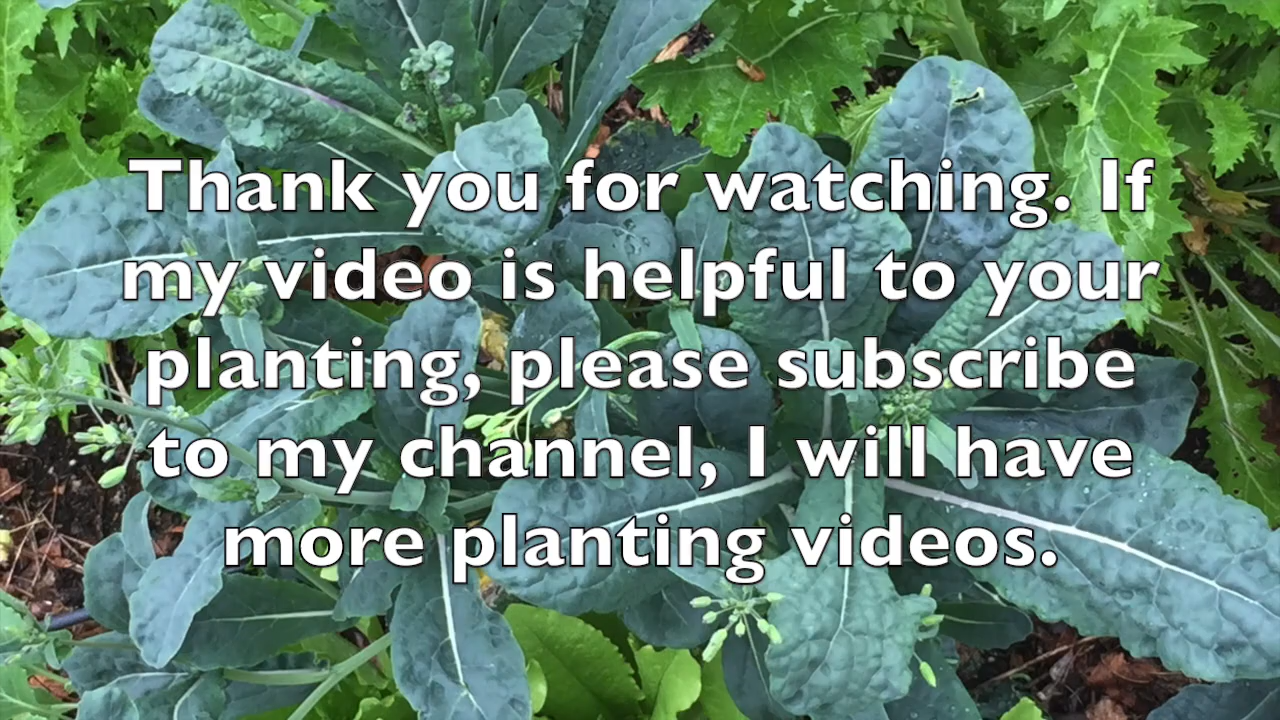 Thank you for watching. If
my video is helpful to your
planting, please subscribe
to my channel, I will have
more planting videos.